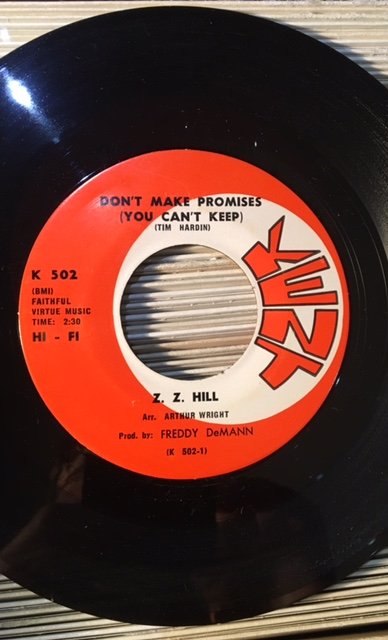 DON'T MAKE PROMISES
(YOU CAN'T KEEP)
(TIM HARDIN)
K 502
(BMI)
FAITHFUL
VIRTUE MUSIC
TIME: 2:30
HI - FI
KENT
Z. Z. HILL
Arr. ARTHUR WRIGHT
Prod. by: FREDDY DeMANN
(K 502-1)